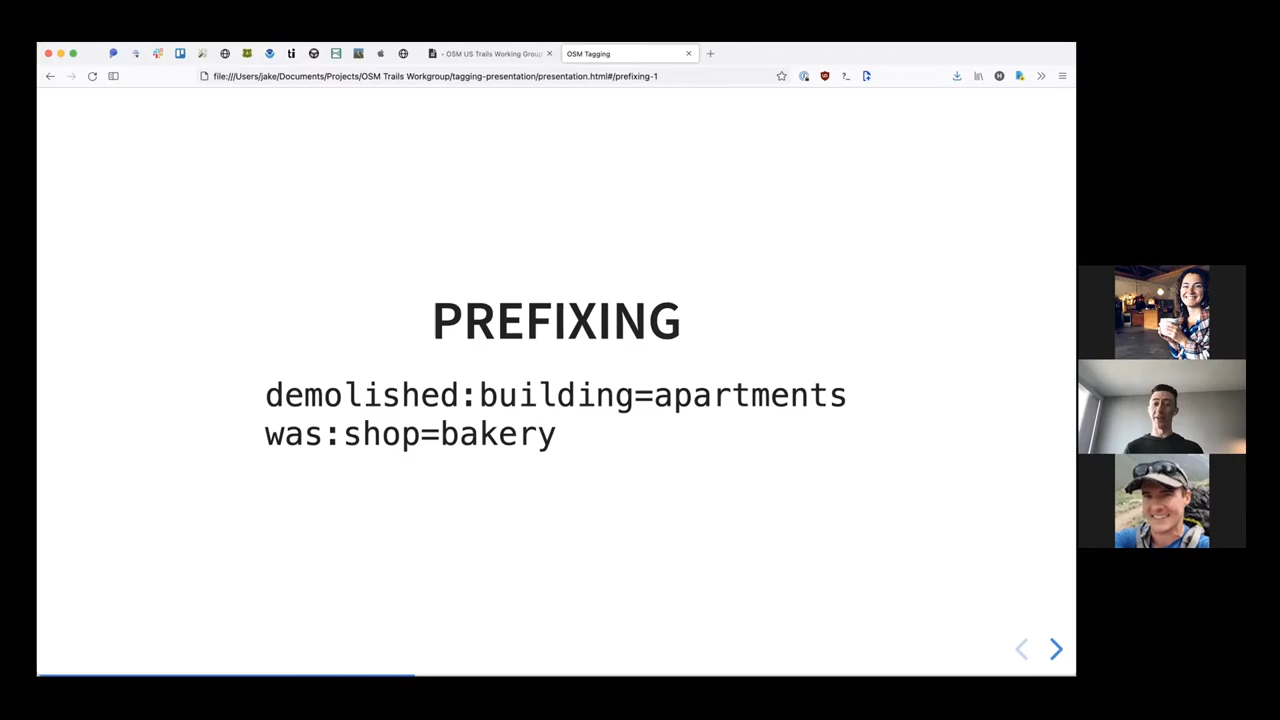 OSM US Trails Working Group
OSM Tagging
file:///Users/jake/Documents/Projects/OSM Trails Workgroup/tagging-presentation/presentation.html#/prefixing-1
PREFIXING
demolished:building=apartments
was:shop=bakery